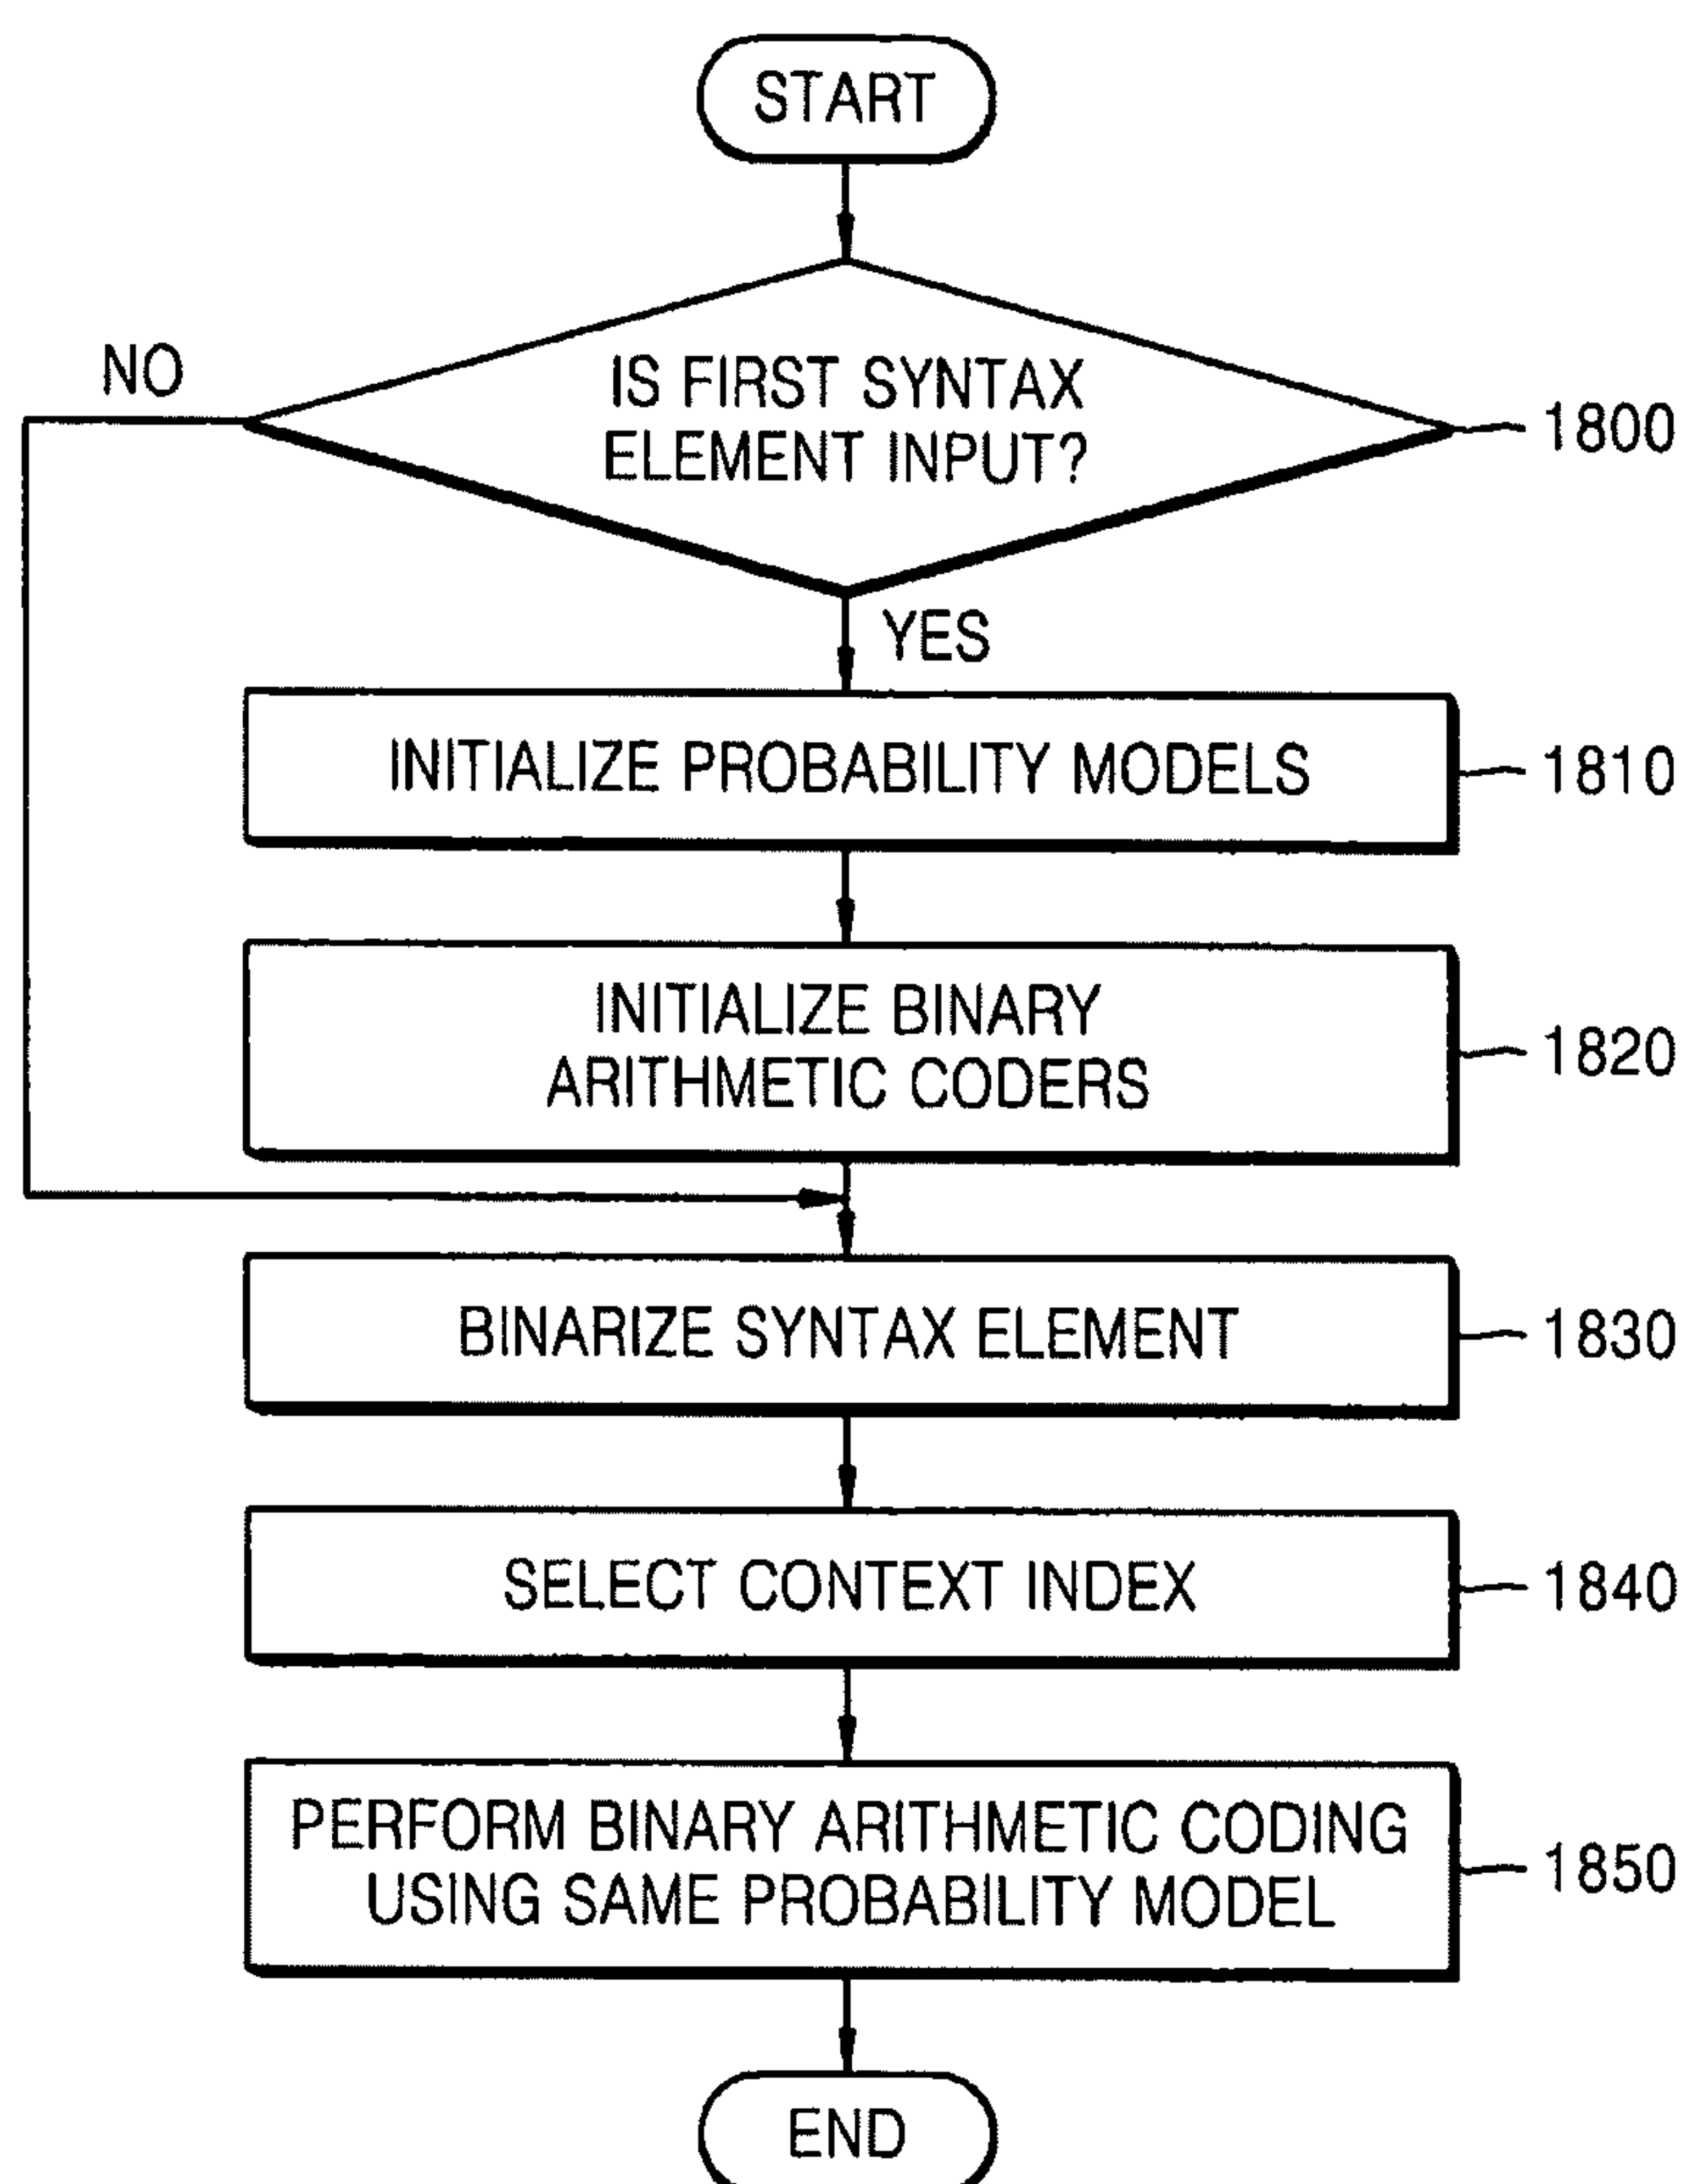 START
NO
IS FIRST SYNTAX
ELEMENT INPUT?
1800
YES
INITIALIZE PROBABILITY MODELS
1810
INITIALIZE BINARY
ARITHMETIC CODERS
1820
BINARIZE SYNTAX ELEMENT
1830
SELECT CONTEXT INDEX
1840
PERFORM BINARY ARITHMETIC CODING
USING SAME PROBABILITY MODEL
1850
END